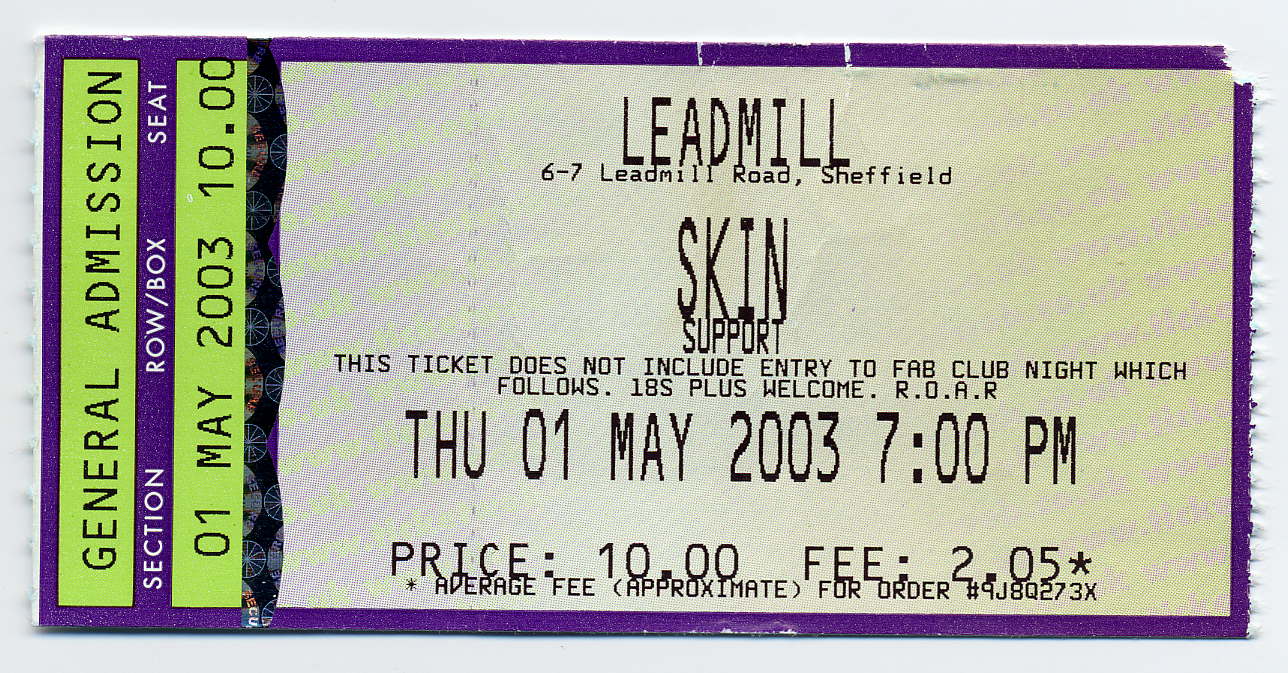 GENERAL ADMISSION
SECTION ROW/BOX SEAT
01 MAY 2003 10.00
LEADMILL
6-7 Leadmill Road, Sheffield
SKIN
SUPPORT
THIS TICKET DOES NOT INCLUDE ENTRY TO FAB CLUB NIGHT WHICH
FOLLOWS. 18S PLUS WELCOME. R.O.A.R
THU 01 MAY 2003 7:00 PM
PRICE: 10.00 FEE: 2.05*
* AVERAGE FEE (APPROXIMATE) FOR ORDER #9J8Q273X